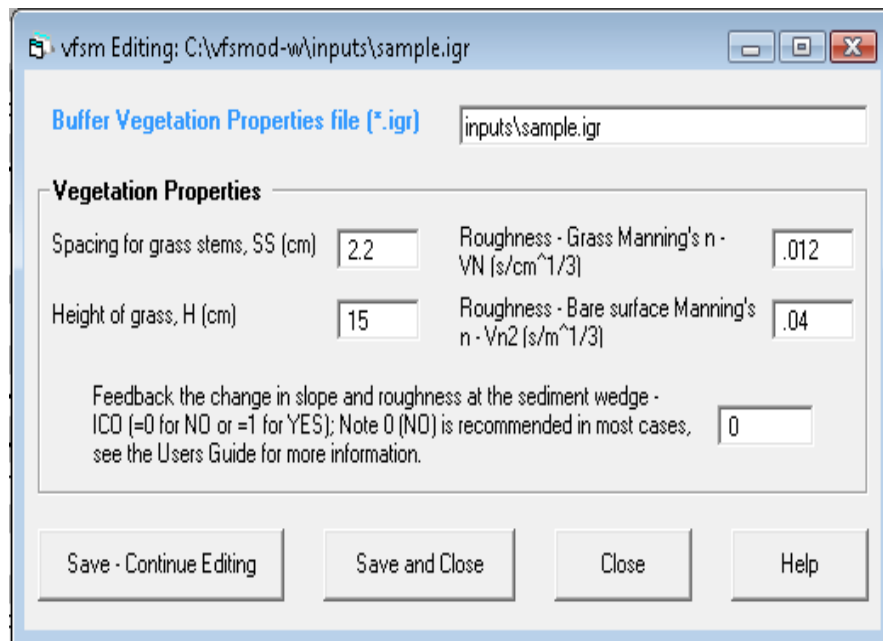 vfsm Editing: C:\vfsmod-w\inputs\sample.igr
Buffer Vegetation Properties file (*.igr)
inputs\sample.igr
Vegetation Properties
Spacing for grass stems, SS (cm)
2.2
Roughness - Grass Manning's n -
VN (s/cm^1/3)
.012
Height of grass, H (cm)
15
Roughness - Bare surface Manning's
n - Vn2 (s/m^1/3)
.04
Feedback the change in slope and roughness at the sediment wedge -
ICO (=0 for NO or =1 for YES); Note 0 (NO) is recommended in most cases,
see the Users Guide for more information.
0
Save - Continue Editing
Save and Close
Close
Help